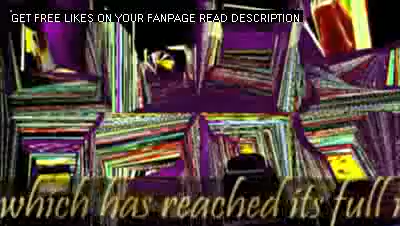 GET FREE LIKES ON YOUR FANPAGE READ DESCRIPTION
which has reached its full